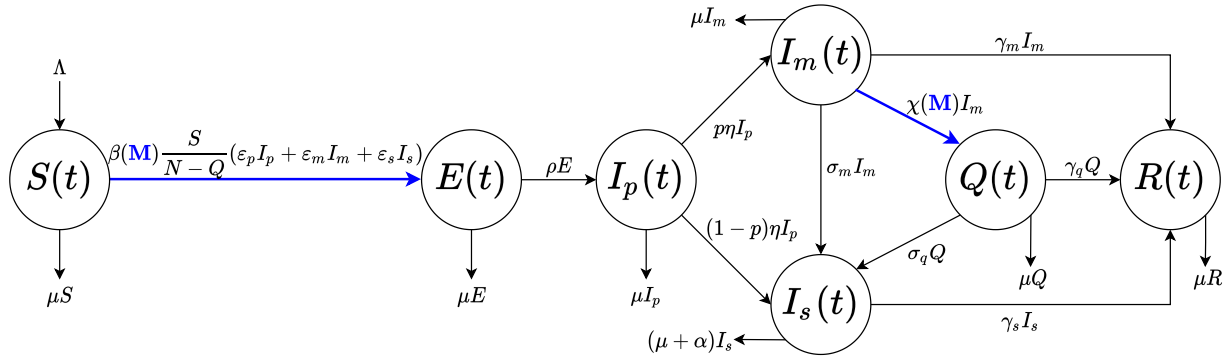 Λ
S(t)
μS
β(M) S/(N − Q) (ε_p I_p + ε_m I_m + ε_s I_s)
E(t)
μE
ρE
I_p(t)
μI_p
pηI_p
(1 − p)ηI_p
μI_m
I_m(t)
γ_m I_m
χ(M)I_m
σ_m I_m
Q(t)
γ_q Q
μQ
σ_q Q
R(t)
μR
I_s(t)
γ_s I_s
(μ + α)I_s